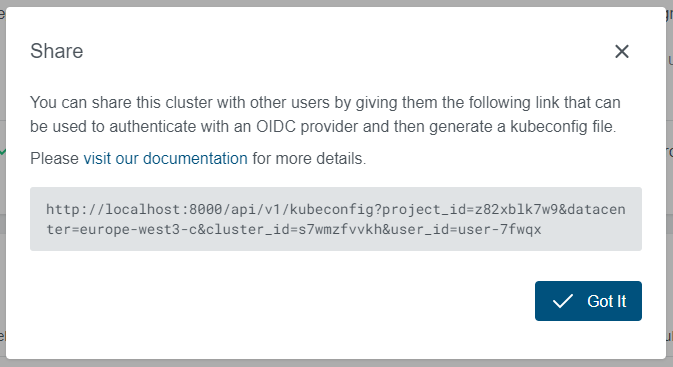 Share
You can share this cluster with other users by giving them the following link that can
be used to authenticate with an OIDC provider and then generate a kubeconfig file.
Please visit our documentation for more details.
http://localhost:8000/api/v1/kubeconfig?project_id=z82xblk7w9&datacen
ter=europe-west3-c&cluster_id=s7wmzfvvkh&user_id=user-7fwqx
Got It